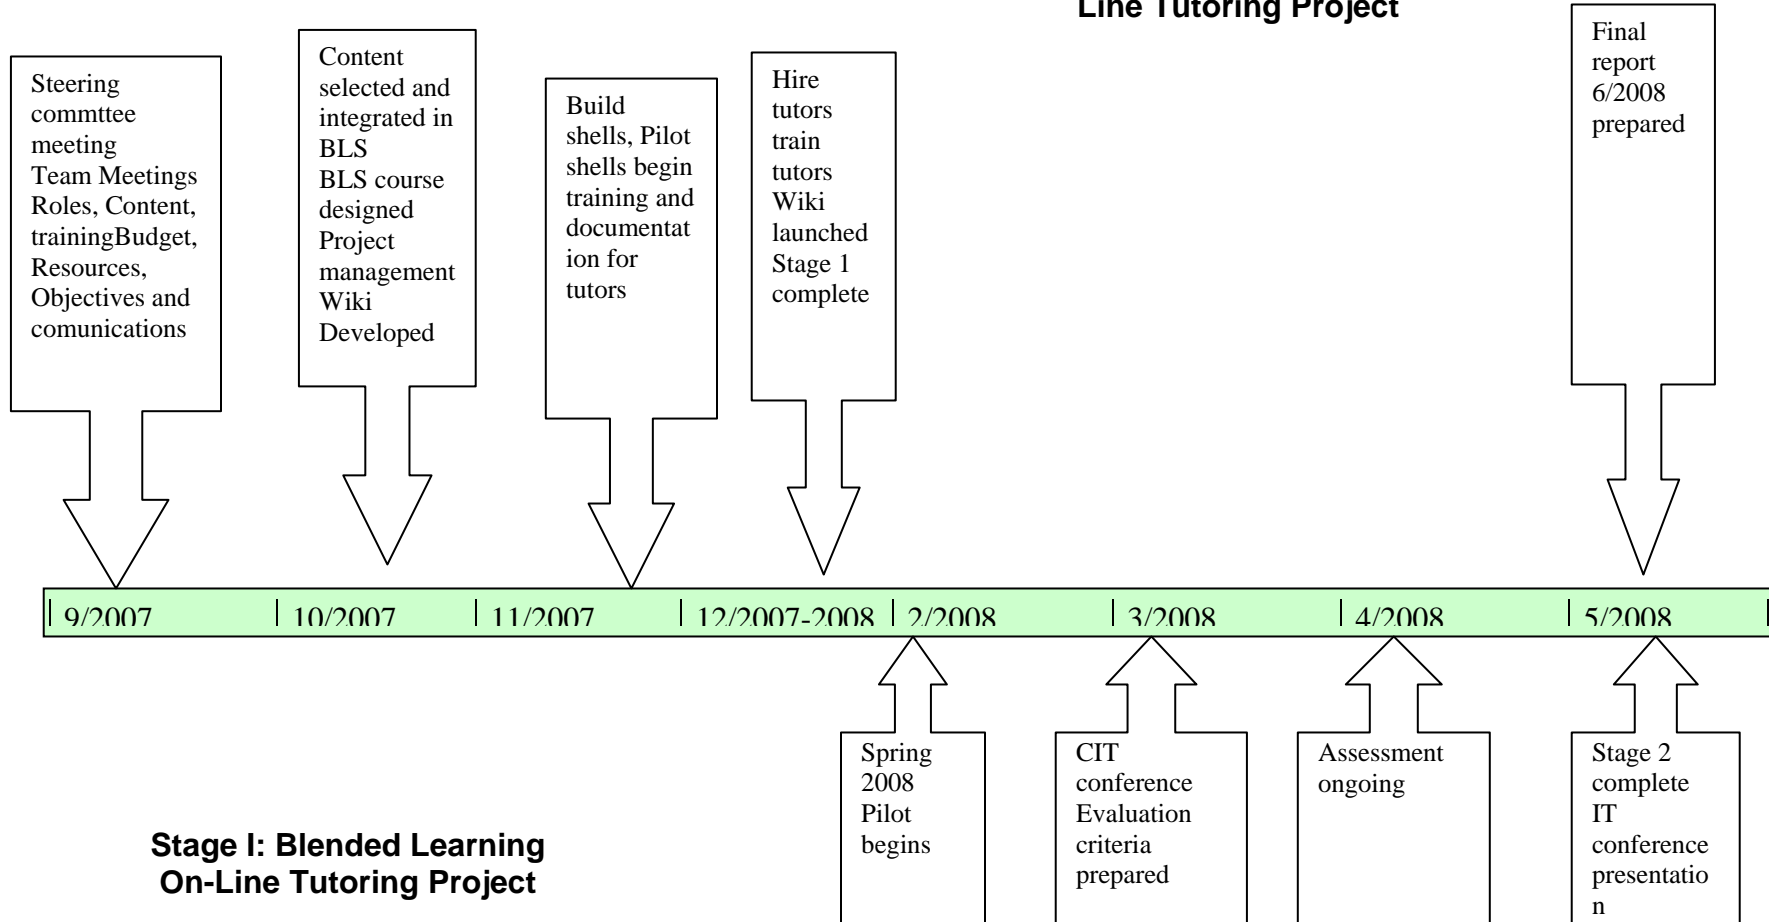 Line Tutoring Project
Steering
commttee
meeting
Team Meetings
Roles, Content,
trainingBudget,
Resources,
Objectives and
comunications
Content
selected and
integrated in
BLS
BLS course
designed
Project
management
Wiki
Developed
Build
shells, Pilot
shells begin
training and
documentat
ion for
tutors
Hire
tutors
train
tutors
Wiki
launched
Stage 1
complete
Final
report
6/2008
prepared
9/2007
10/2007
11/2007
12/2007-2008
2/2008
3/2008
4/2008
5/2008
Spring
2008
Pilot
begins
CIT
conference
Evaluation
criteria
prepared
Assessment
ongoing
Stage 2
complete
IT
conference
presentatio
n
Stage I: Blended Learning
On-Line Tutoring Project